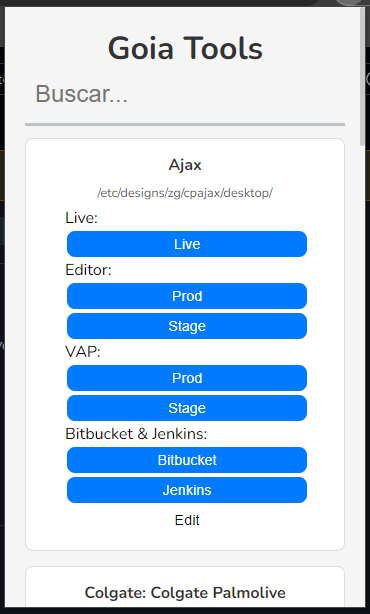 Goia Tools
Buscar...
Ajax
/etc/designs/zg/cpajax/desktop/
Live:
Live
Editor:
Prod
Stage
VAP:
Prod
Stage
Bitbucket & Jenkins:
Bitbucket
Jenkins
Edit
Colgate: Colgate Palmolive